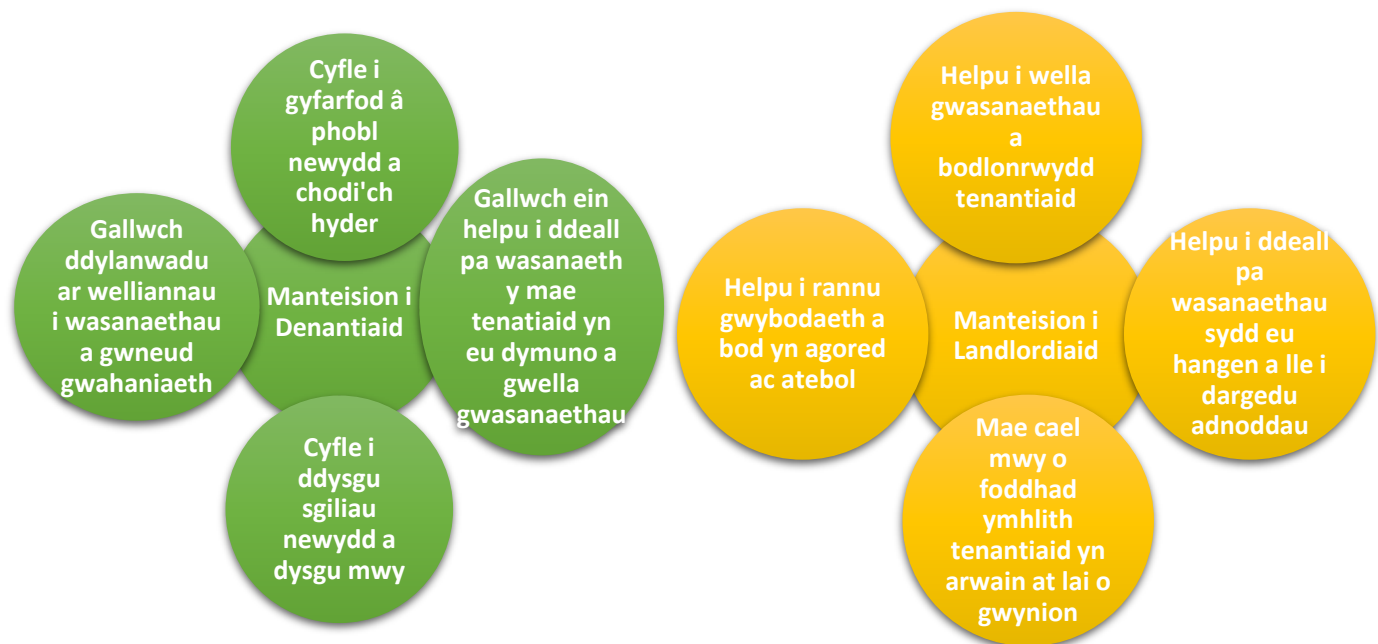 Cyfle i
gyfarfod â
phobl
newydd a
chodi'ch
hyder
Gallwch
ddylanwadu
ar welliannau
i wasanaethau
a gwneud
gwahaniaeth
Manteision i
Denantiaid
Gallwch ein
helpu i ddeall
pa wasanaeth
y mae
tenatiaid yn
eu dymuno a
gwella
gwasanaethau
Cyfle i
ddysgu
sgiliau
newydd a
dysgu mwy
Helpu i wella
gwasanaethau
a
bodlonrwydd
tenantiaid
Helpu i rannu
gwybodaeth a
bod yn agored
ac atebol
Manteision i
Landlordiaid
Helpu i ddeall
pa
wasanaethau
sydd eu
hangen a lle i
dargedu
adnoddau
Mae cael
mwy o
foddhad
ymhlith
tenantiaid yn
arwain at lai o
gwynion